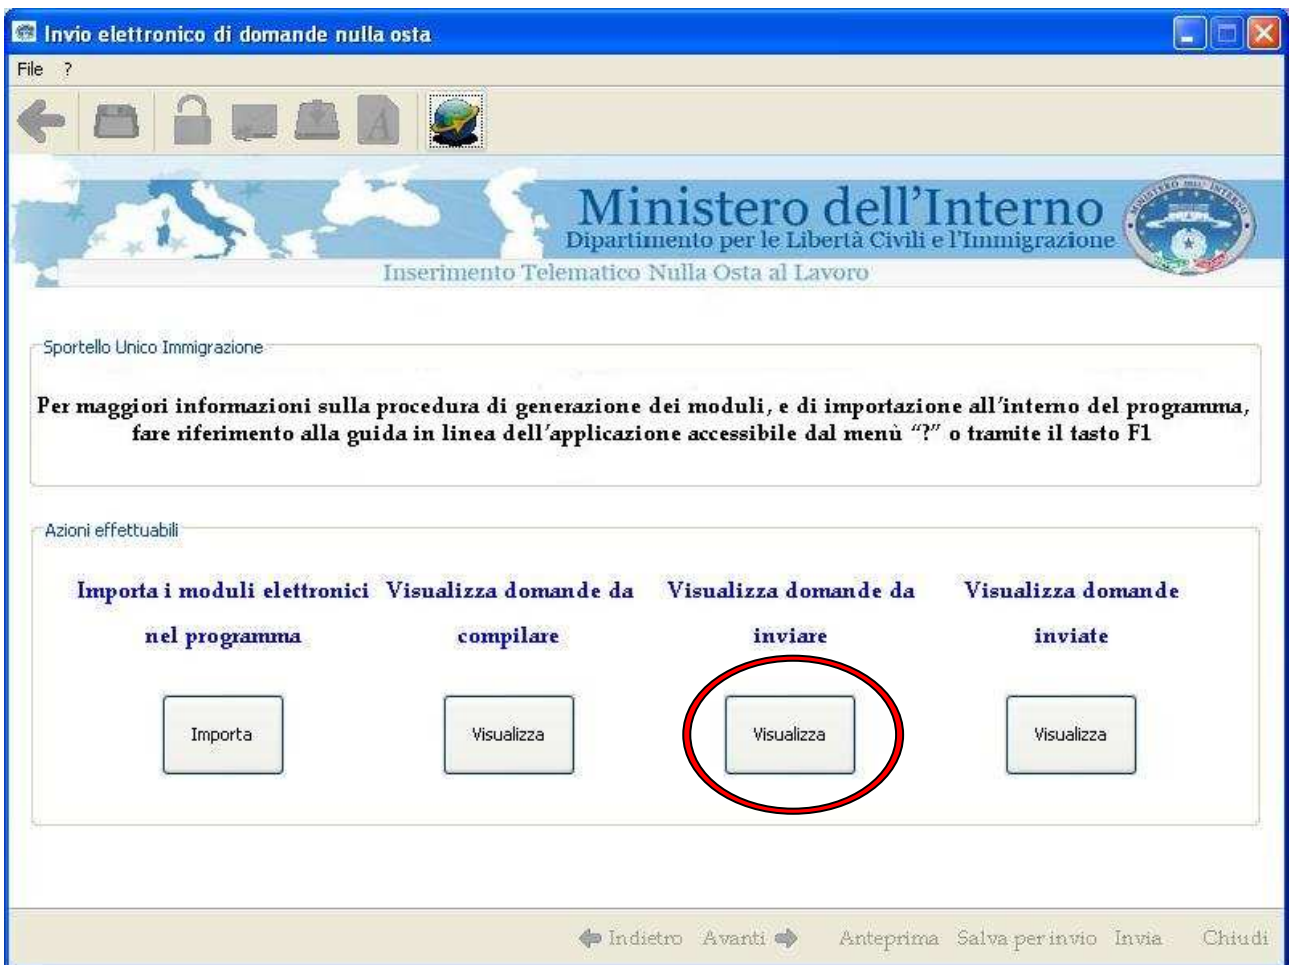 Invio elettronico di domande nulla osta
File ?
A
Ministero dell'Interno
Dipartimento per le Libertà Civili e l'Immigrazione
Inserimento Telematico Nulla Osta al Lavoro
Sportello Unico Immigrazione
Per maggiori informazioni sulla procedura di generazione dei moduli, e di importazione all'interno del programma,
fare riferimento alla guida in linea dell'applicazione accessibile dal menù "?" o tramite il tasto F1
Azioni effettuabili
Importa i moduli elettronici Visualizza domande da Visualizza domande da Visualizza domande
nel programma compilare inviare inviate
Importa Visualizza Visualizza Visualizza
Indietro Avanti Anteprima Salva per invio Invia Chiudi